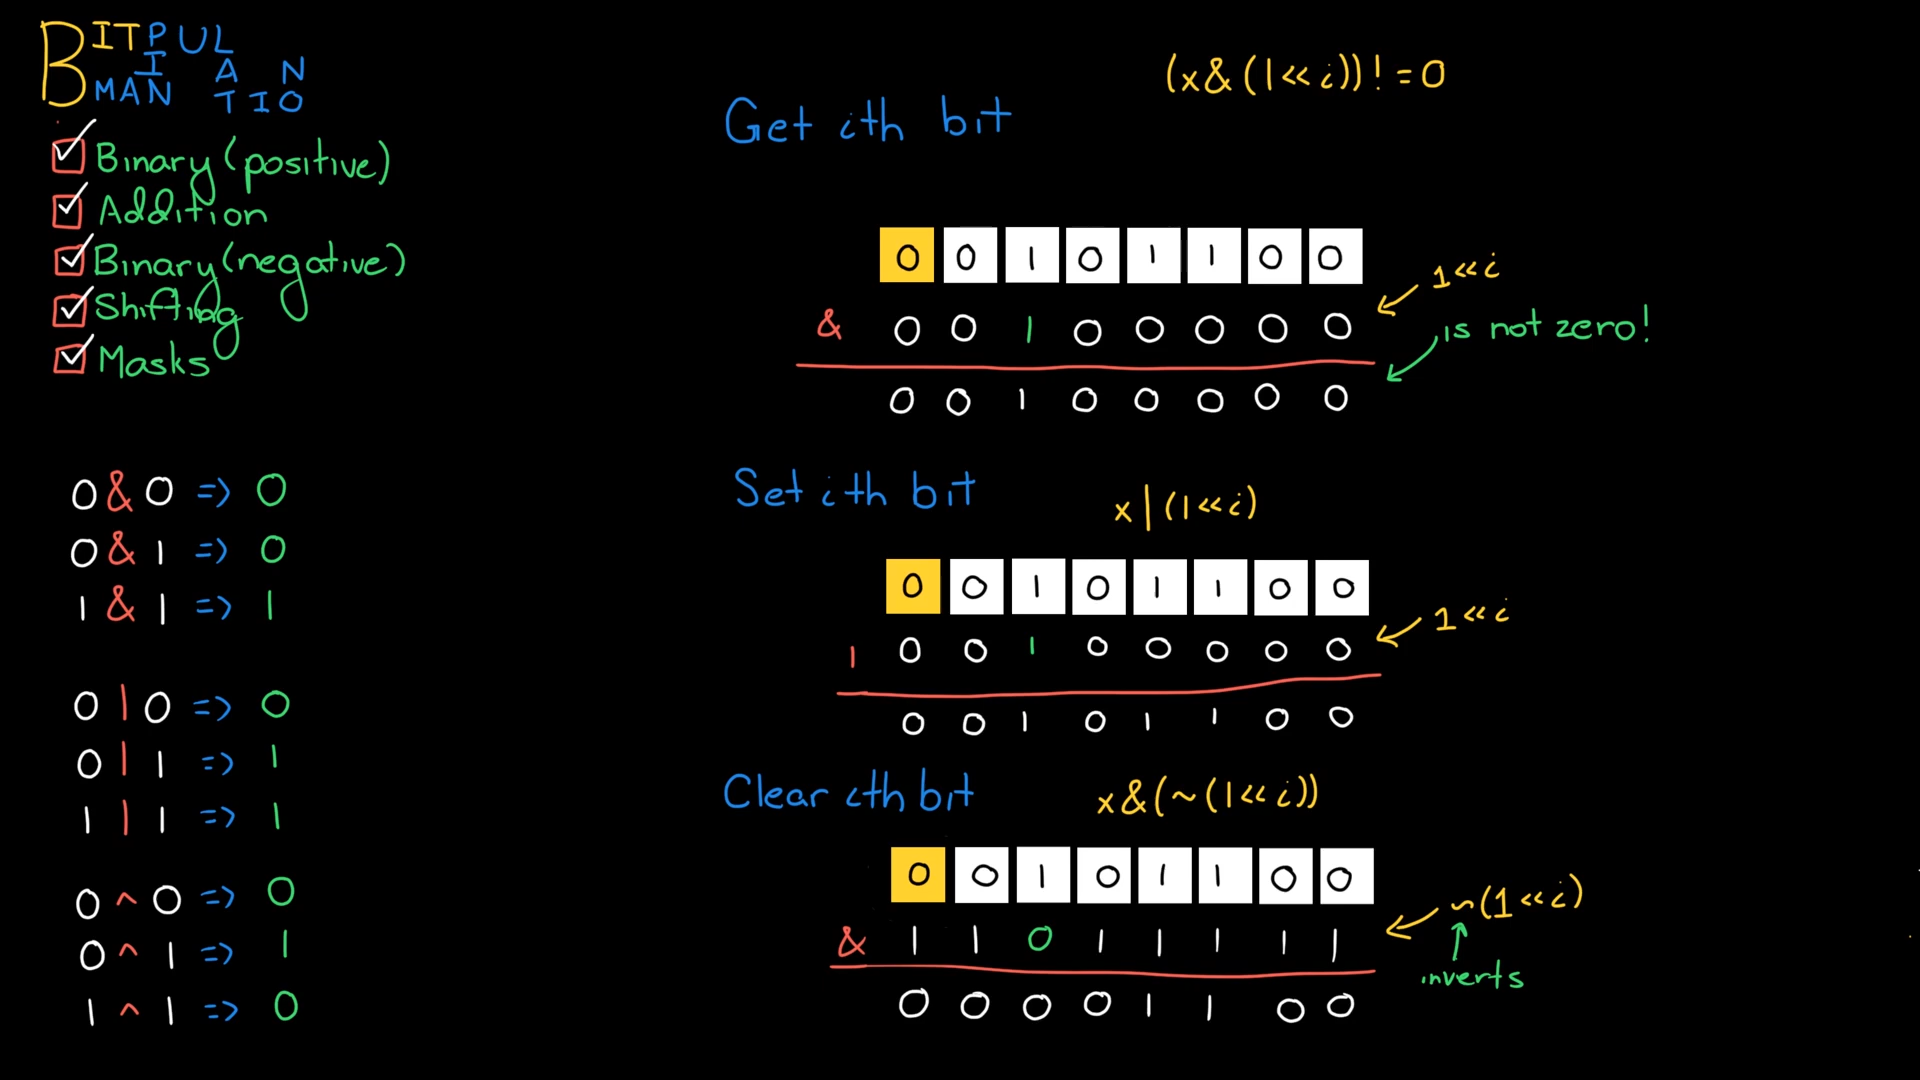 BIT MANIPULATION
Binary (positive)
Addition
Binary (negative)
Shifting
Masks
0 & 0 => 0
0 & 1 => 0
1 & 1 => 1
0 | 0 => 0
0 | 1 => 1
1 | 1 => 1
0 ^ 0 => 0
0 ^ 1 => 1
1 ^ 1 => 0
(x&(1<<i))!=0
Get ith bit
0 0 1 0 1 1 0 0
1<<i
& 0 0 1 0 0 0 0 0
is not zero!
0 0 1 0 0 0 0 0
Set ith bit
x|(1<<i)
0 0 1 0 1 1 0 0
1<<i
| 0 0 1 0 0 0 0 0
0 0 1 0 1 1 0 0
Clear ith bit
x&(~(1<<i))
0 0 1 0 1 1 0 0
~(1<<i)
& 1 1 0 1 1 1 1 1
inverts
0 0 0 0 1 1 0 0